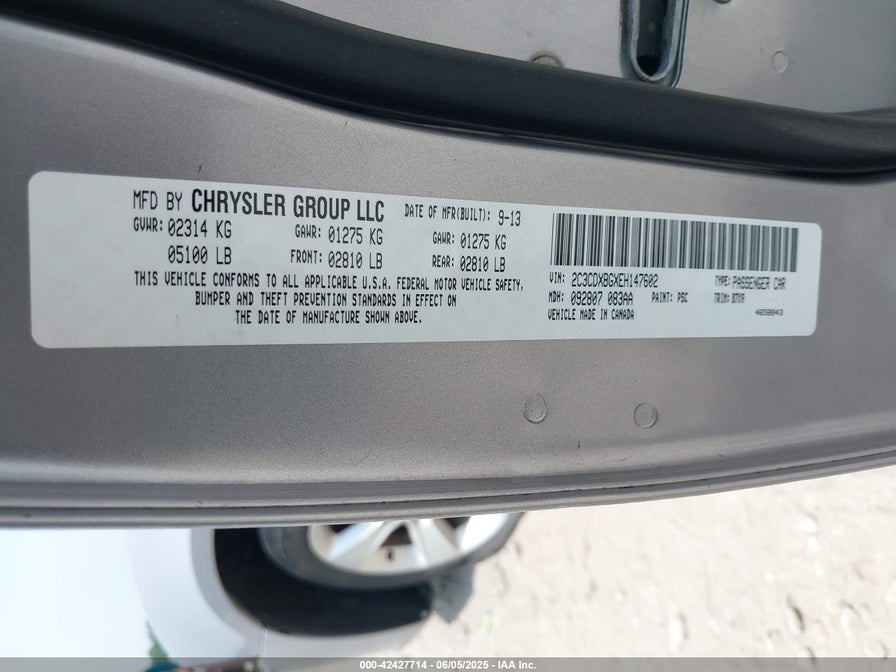 MFD BY CHRYSLER GROUP LLC DATE OF MFR(BUILT): 9-13
GVWR: 02314 KG GAWR: 01275 KG GAWR: 01275 KG
05100 LB FRONT: 02810 LB REAR: 02810 LB
THIS VEHICLE CONFORMS TO ALL APPLICABLE U.S.A. FEDERAL MOTOR VEHICLE SAFETY,
BUMPER AND THEFT PREVENTION STANDARDS IN EFFECT ON
THE DATE OF MANUFACTURE SHOWN ABOVE.
VIN: 2C3CDXBGXEH147602 TYPE: PASSENGER CAR
MDH: 092807 083AA PAINT: PSC TRIM: D7X9
VEHICLE MADE IN CANADA
000-42427714 - 06/05/2025 - IAA Inc.